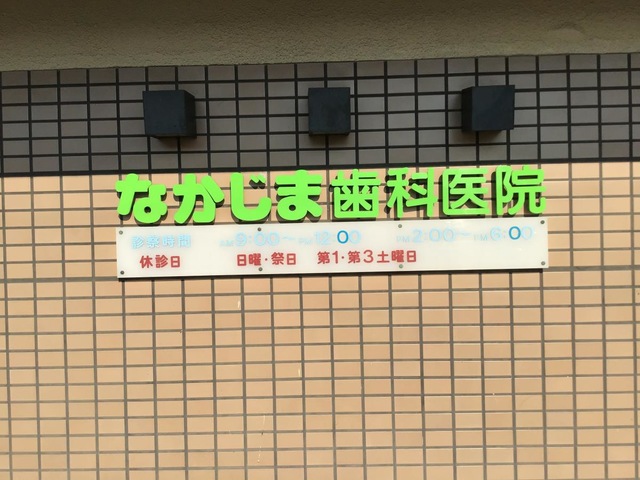 なかじま歯科医院
診察時間 AM 9:00〜PM 12:00 PM 2:00〜PM 6:00
休診日 日曜・祭日 第1・第3土曜日